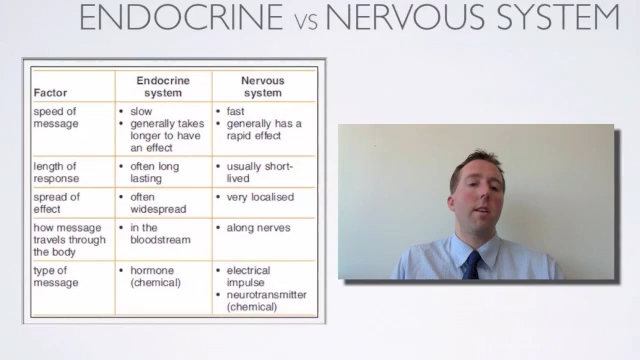 ENDOCRINE VS NERVOUS SYSTEM
Factor
Endocrine
system
Nervous
system
speed of
message
• slow
• generally takes
longer to have
an effect
• fast
• generally has a
rapid effect
length of
response
• often long
lasting
• usually short-
lived
spread of
effect
• often
widespread
• very localised
how message
travels through
the body
• in the
bloodstream
• along nerves
type of
message
• hormone
(chemical)
• electrical
impulse
• neurotransmitter
(chemical)